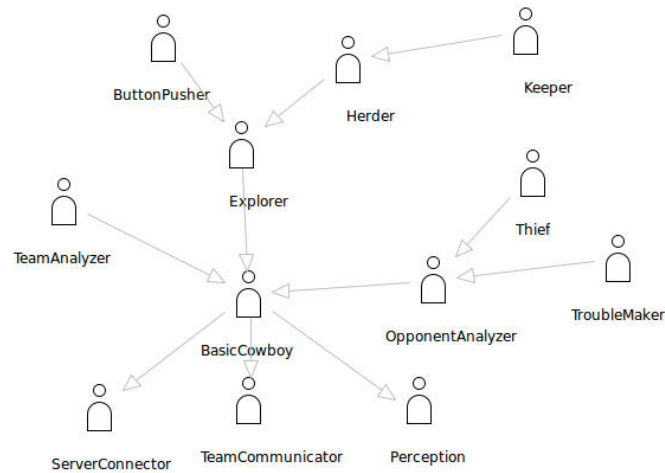 Keeper
ButtonPusher
Herder
Explorer
Thief
TeamAnalyzer
TroubleMaker
OpponentAnalyzer
BasicCowboy
ServerConnector
TeamCommunicator
Perception